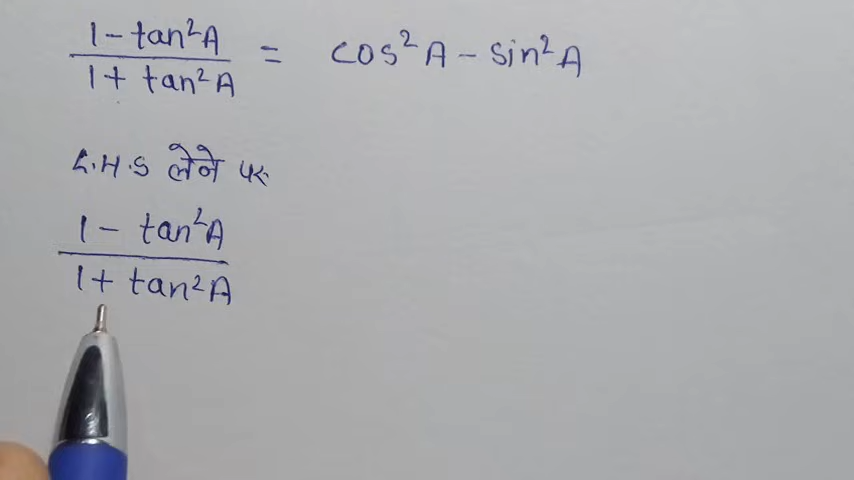 1 - tan²A / 1 + tan²A = cos²A - sin²A
L.H.S लेने पर
1 - tan²A
1 + tan²A